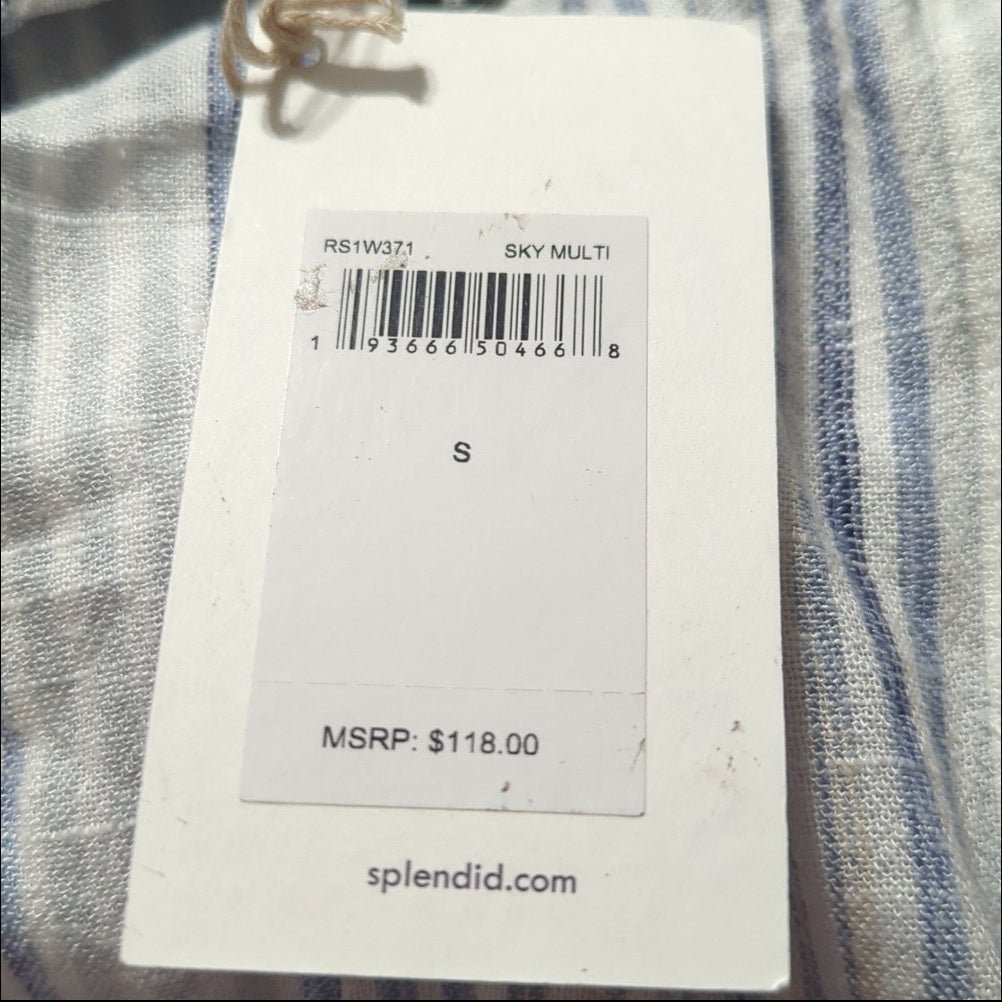 RS1W371 SKY MULTI
1 93666 50466 8
S
MSRP: $118.00
splendid.com